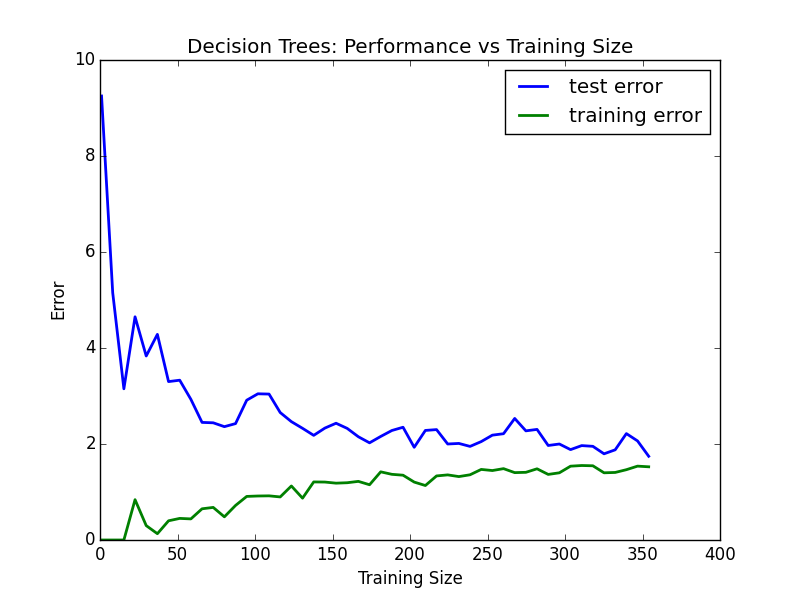 Decision Trees: Performance vs Training Size
test error
training error
10
8
6
4
2
0
Error
0 50 100 150 200 250 300 350 400
Training Size